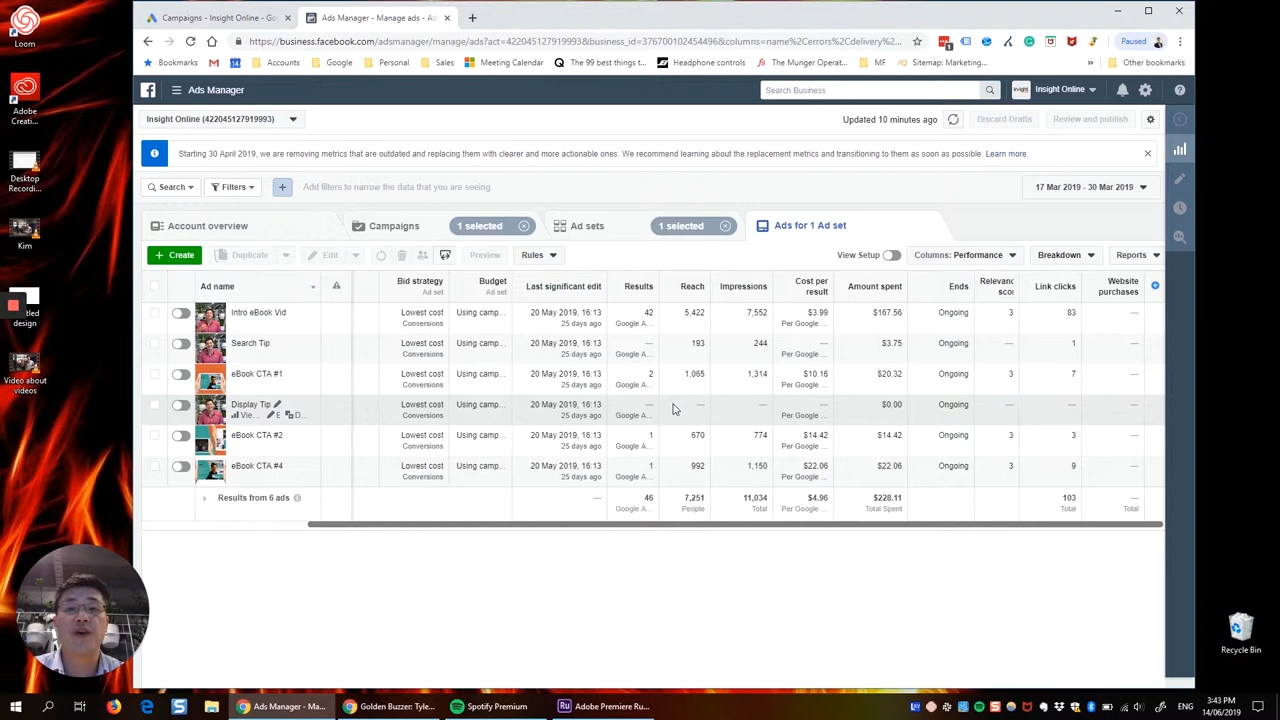 Campaigns - Insight Online - Go
Ads Manager - Manage ads - Ad
https://business.facebook.com/adsmanager/manage/ads?act=422045127919993&business_id=376700102454496&columns=name%2Cerrors%2Cdelivery%2
Paused
Bookmarks
14
Accounts
Google
Personal
Sales
Meeting Calendar
The 99 best things t...
Headphone controls
The Munger Operat...
MF
Sitemap: Marketing...
Other bookmarks
Ads Manager
Search Business
Insight Online
Insight Online (422045127919993)
Updated 10 minutes ago
Discard Drafts
Review and publish
Starting 30 April 2019, we are removing metrics that are outdated and replacing them with clearer and more actionable ones. We recommend learning about the replacement metrics and transitioning to them as soon as possible. Learn more.
Search
Filters
Add filters to narrow the data that you are seeing.
17 Mar 2019 - 30 Mar 2019
Account overview
Campaigns
1 selected
Ad sets
1 selected
Ads for 1 Ad set
Create
Duplicate
Edit
Preview
Rules
View Setup
Columns: Performance
Breakdown
Reports
Ad name
Bid strategy
Ad set
Budget
Ad set
Last significant edit
Results
Reach
Impressions
Cost per
result
Amount spent
Ends
Relevanc
scor
Link clicks
Website
purchases
Intro eBook Vid
Lowest cost
Conversions
Using camp...
20 May 2019, 16:13
25 days ago
42
Google A...
5,422
7,552
$3.99
Per Google ...
$167.56
Ongoing
3
83
—
Search Tip
Lowest cost
Conversions
Using camp...
20 May 2019, 16:13
25 days ago
—
Google A...
193
244
—
Per Google ...
$3.75
Ongoing
—
1
—
eBook CTA #1
Lowest cost
Conversions
Using camp...
20 May 2019, 16:13
25 days ago
2
Google A...
1,065
1,314
$10.16
Per Google ...
$20.32
Ongoing
3
7
—
Display Tip
Vie...
E
D...
Lowest cost
Conversions
Using camp...
20 May 2019, 16:13
25 days ago
—
Google A...
—
—
—
Per Google ...
$0.00
Ongoing
—
—
—
eBook CTA #2
Lowest cost
Conversions
Using camp...
20 May 2019, 16:13
25 days ago
1
Google A...
670
774
$14.42
Per Google ...
$14.42
Ongoing
3
3
—
eBook CTA #4
Lowest cost
Conversions
Using camp...
20 May 2019, 16:13
25 days ago
1
Google A...
992
1,150
$22.06
Per Google ...
$22.06
Ongoing
3
9
—
Results from 6 ads
—
46
Google A...
7,251
People
11,034
Total
$4.96
Per Google ...
$228.11
Total Spent
103
Total
—
Total
Loom
Adobe
Creati...
Desktop
Recordi...
Kim
tled
design
Video about
videos
Recycle Bin
Ads Manager - Ma...
Golden Buzzer: Tyle...
Spotify Premium
Adobe Premiere Ru...
ENG
3:43 PM
14/06/2019